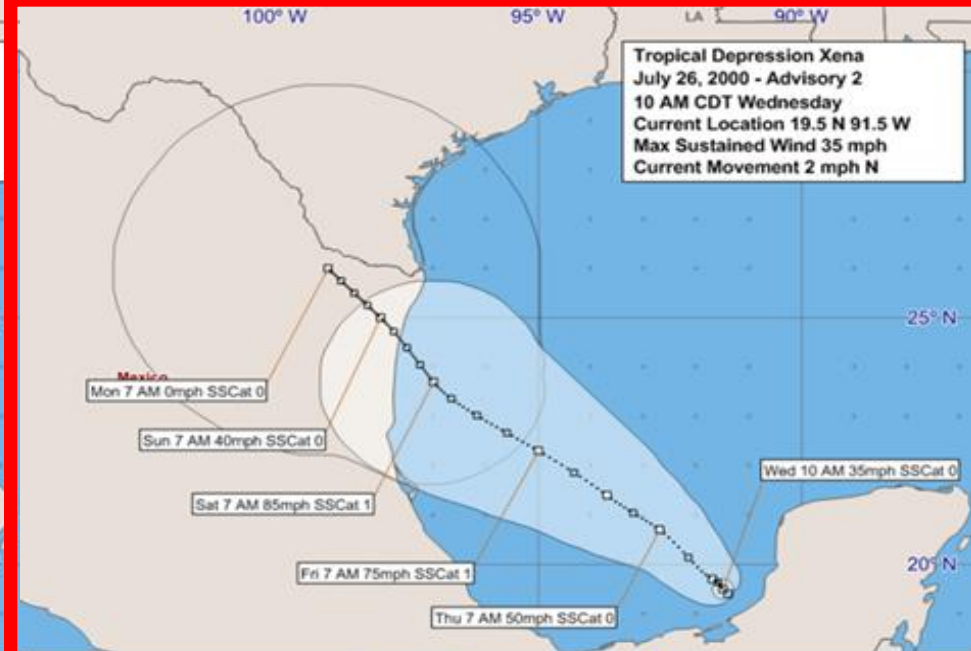 100° W
95° W
LA
90° W
Tropical Depression Xena
July 26, 2000 - Advisory 2
10 AM CDT Wednesday
Current Location 19.5 N 91.5 W
Max Sustained Wind 35 mph
Current Movement 2 mph N
25° N
Mexico
Mon 7 AM 0mph SSCat 0
Sun 7 AM 40mph SSCat 0
Wed 10 AM 35mph SSCat 0
Sat 7 AM 85mph SSCat 1
Fri 7 AM 75mph SSCat 1
20° N
Thu 7 AM 50mph SSCat 0